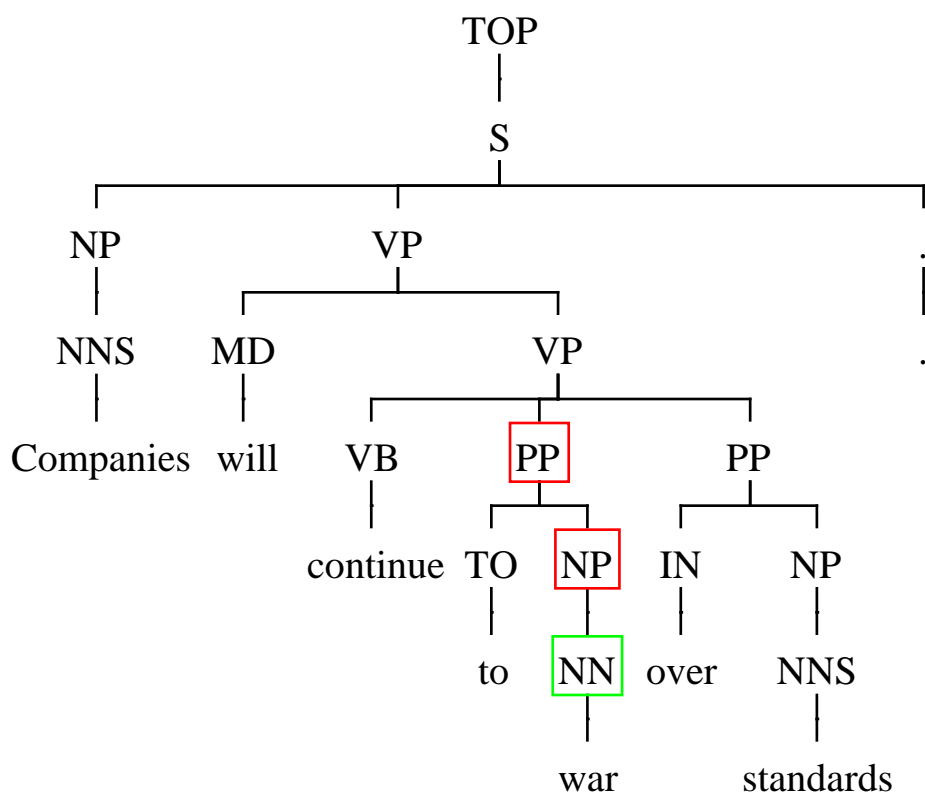 TOP
S
NP VP .
NNS MD VP .
Companies will VB PP PP
continue TO NP IN NP
to NN over NNS
war standards